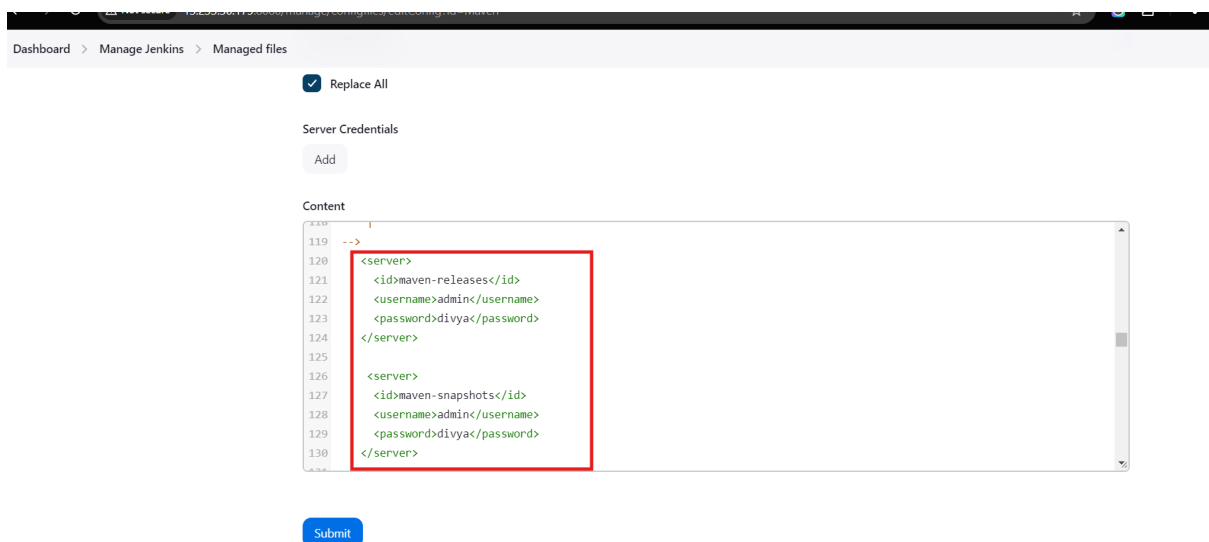 Dashboard > Manage Jenkins > Managed files
Replace All
Server Credentials
Add
Content
118
119 -->
120 <server>
121 <id>maven-releases</id>
122 <username>admin</username>
123 <password>divya</password>
124 </server>
125
126 <server>
127 <id>maven-snapshots</id>
128 <username>admin</username>
129 <password>divya</password>
130 </server>
Submit